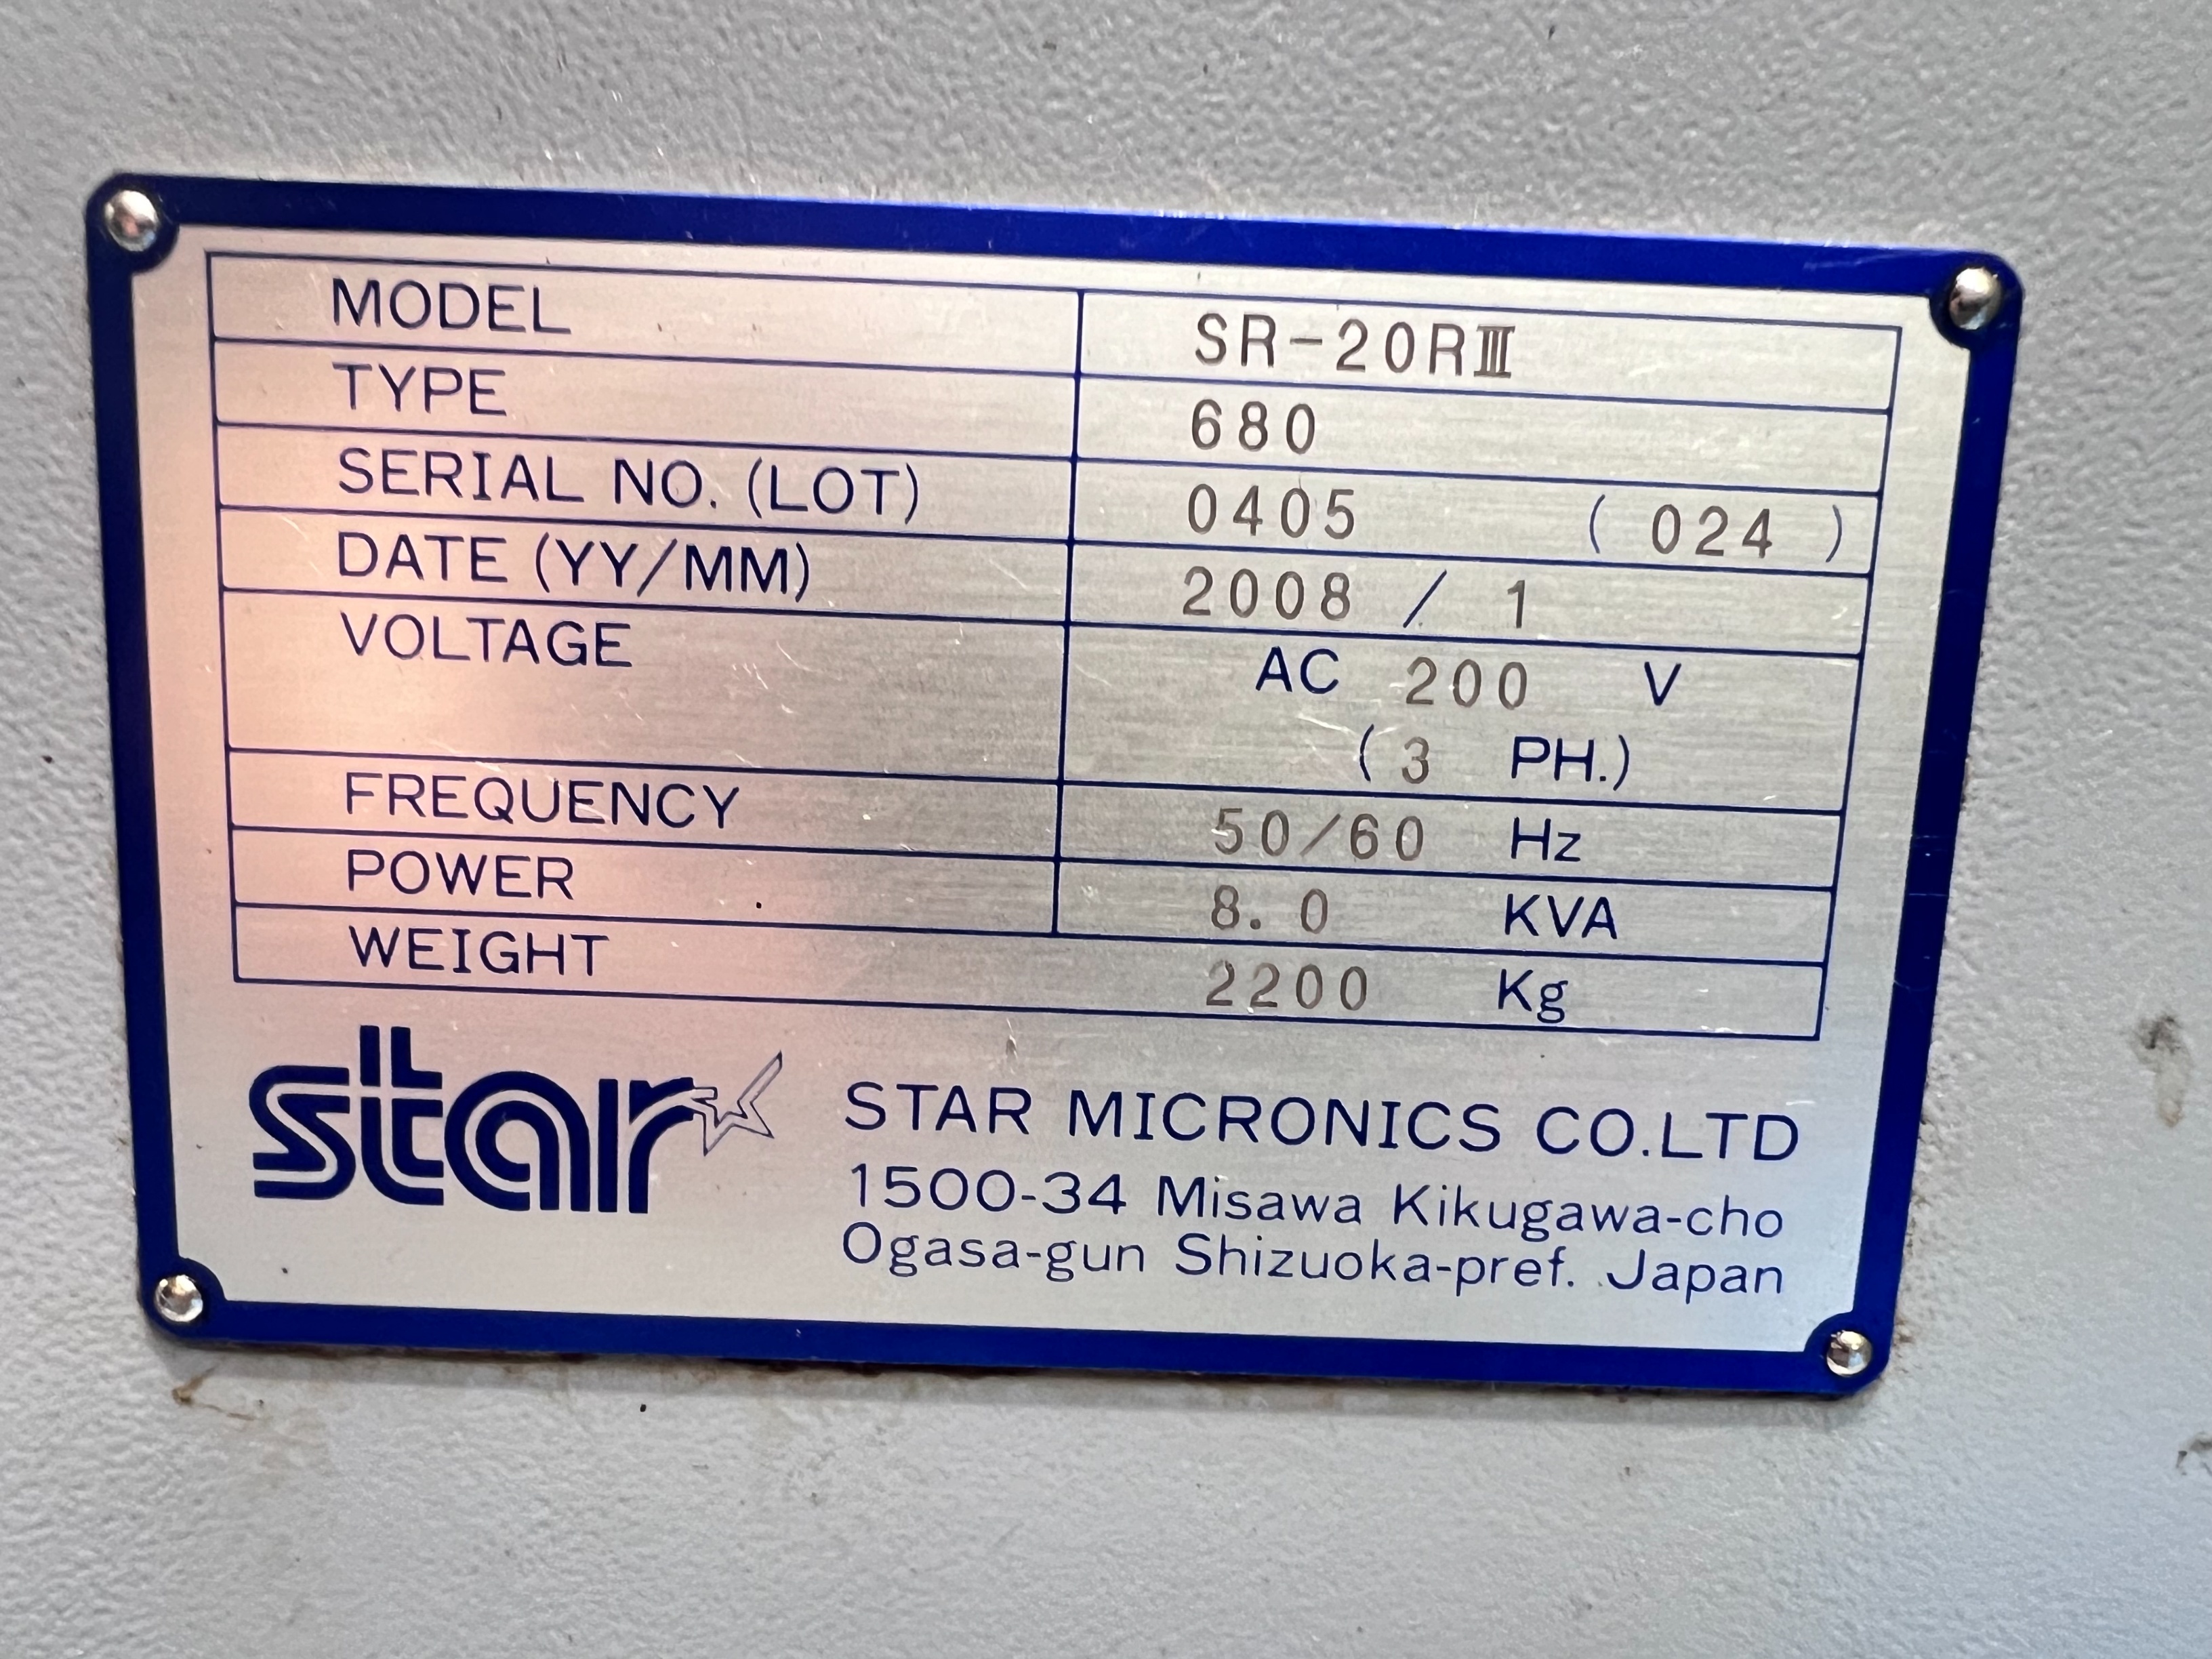 MODEL SR-20RⅢ
TYPE 680
SERIAL NO. (LOT) 0405 ( 024 )
DATE (YY/MM) 2008 / 1
VOLTAGE AC 200 V
( 3 PH.)
FREQUENCY 50/60 Hz
POWER 8.0 KVA
WEIGHT 2200 Kg
star
STAR MICRONICS CO.LTD
1500-34 Misawa Kikugawa-cho
Ogasa-gun Shizuoka-pref. Japan